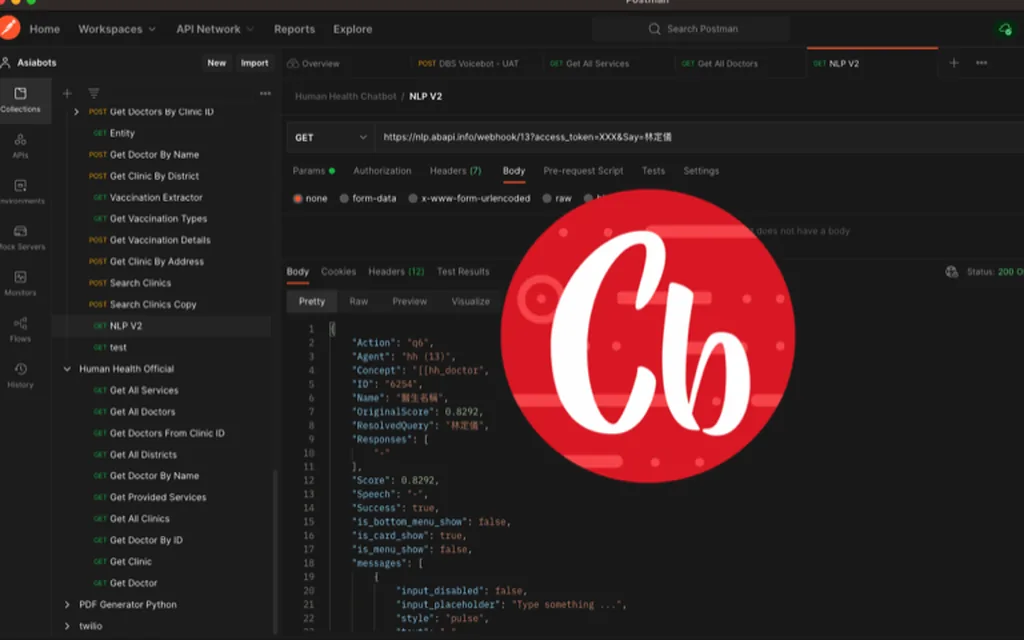 Postman
Home Workspaces API Network Reports Explore Search Postman
Asiabots New Import Overview POST DBS Voicebot - UAT GET Get All Services GET Get All Doctors GET NLP V2
Collections
APIs
Environments
Mock Servers
Monitors
Flows
History
POST Get Doctors By Clinic ID
GET Entity
POST Get Doctor By Name
POST Get Clinic By District
GET Vaccination Extractor
GET Get Vaccination Types
POST Get Vaccination Details
POST Get Clinic By Address
POST Search Clinics
POST Search Clinics Copy
GET NLP V2
GET test
Human Health Official
GET Get All Services
GET Get All Doctors
GET Get Doctors From Clinic ID
GET Get All Districts
GET Get Doctor By Name
GET Get Provided Services
GET Get All Clinics
GET Get Doctor By ID
GET Get Clinic
GET Get Doctor
PDF Generator Python
twilio
Human Health Chatbot / NLP V2
GET https://nlp.abapi.info/webhook/13?access_token=XXX&Say=林定儀
Params Authorization Headers (7) Body Pre-request Script Tests Settings
none form-data x-www-form-urlencoded raw
does not have a body
Body Cookies Headers (12) Test Results Status: 200
Pretty Raw Preview Visualize
Cb
1 {
2 "Action": "q6",
3 "Agent": "hh (13)",
4 "Concept": "[[hh_doctor",
5 "ID": "6254",
6 "Name": "醫生名稱",
7 "OriginalScore": 0.8292,
8 "ResolvedQuery": "林定儀",
9 "Responses": [
10 "-"
11 ],
12 "Score": 0.8292,
13 "Speech": "-",
14 "Success": true,
15 "is_bottom_menu_show": false,
16 "is_card_show": true,
17 "is_menu_show": false,
18 "messages": [
19 {
20 "input_disabled": false,
21 "input_placeholder": "Type something ...",
22 "style": "pulse",